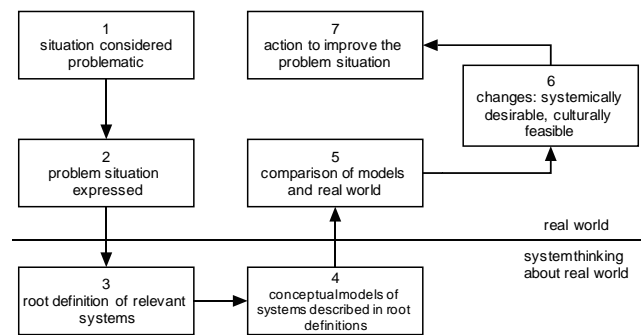 1
situation considered
problematic
2
problem situation
expressed
3
root definition of relevant
systems
4
conceptualmodels of
systems described in root
definitions
5
comparison of models
and real world
6
changes: systemically
desirable, culturally
feasible
7
action to improve the
problem situation
real world
systemthinking
about real world